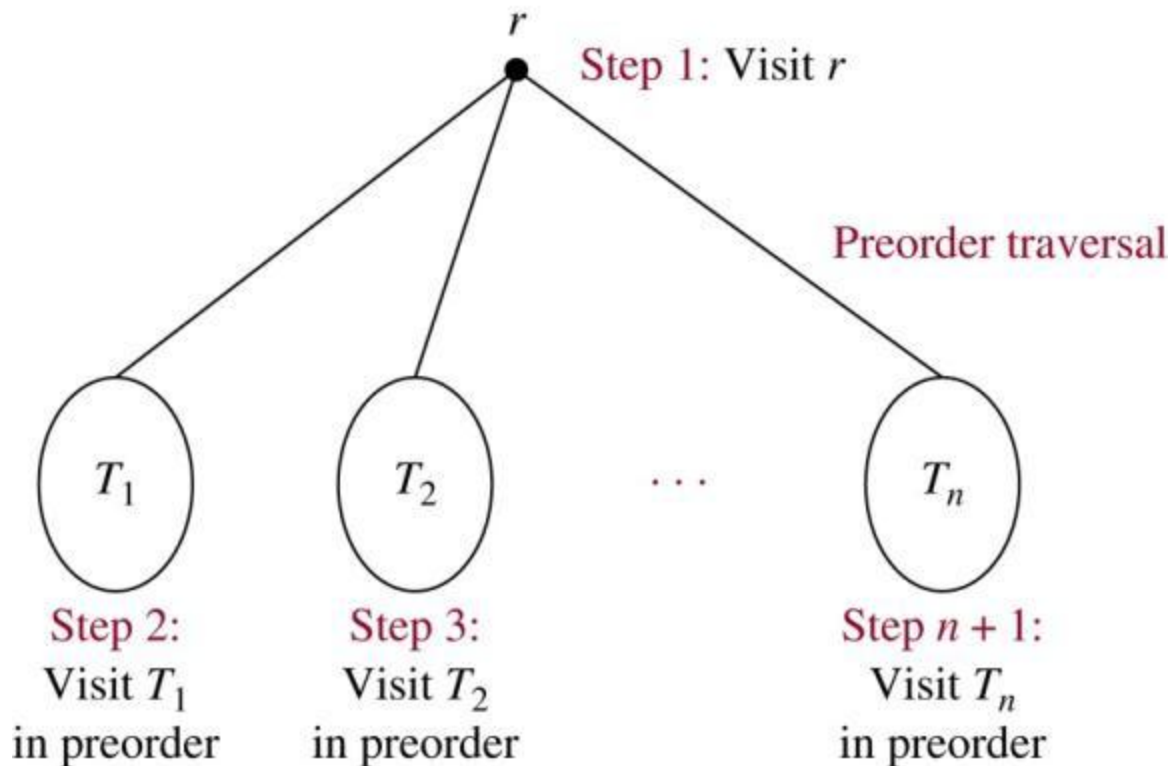 r
Step 1: Visit r
Preorder traversal
T₁
T₂
. . .
Tₙ
Step 2:
Visit T₁
in preorder
Step 3:
Visit T₂
in preorder
Step n + 1:
Visit Tₙ
in preorder